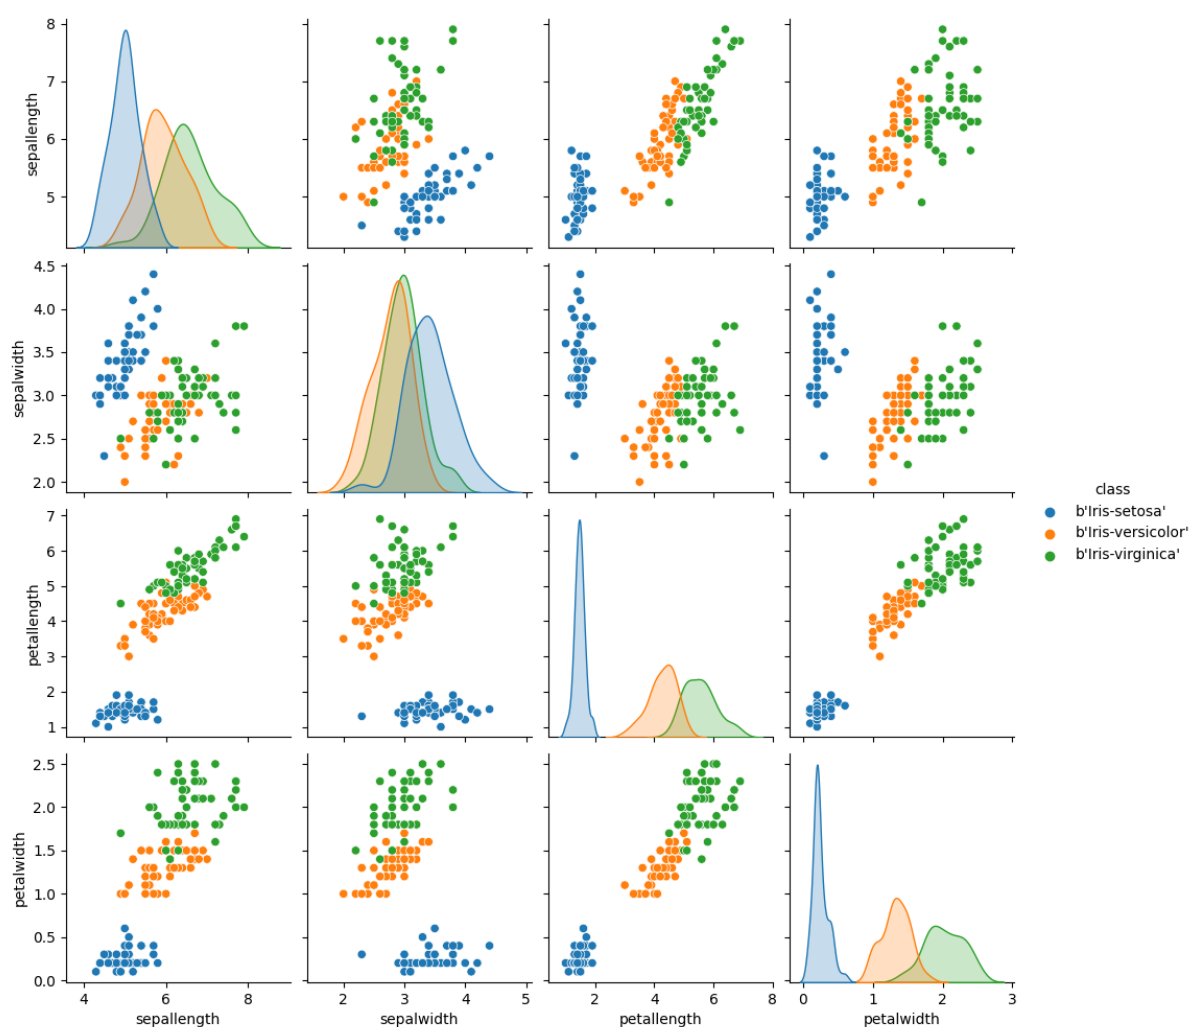 8
7
6
5
sepallength
4.5
4.0
3.5
3.0
2.5
2.0
sepalwidth
class
b'Iris-setosa'
b'Iris-versicolor'
b'Iris-virginica'
7
6
5
4
3
2
1
petallength
2.5
2.0
1.5
1.0
0.5
0.0
petalwidth
4 6 8
2 3 4 5
2 4 6 8
0 1 2 3
sepallength
sepalwidth
petallength
petalwidth